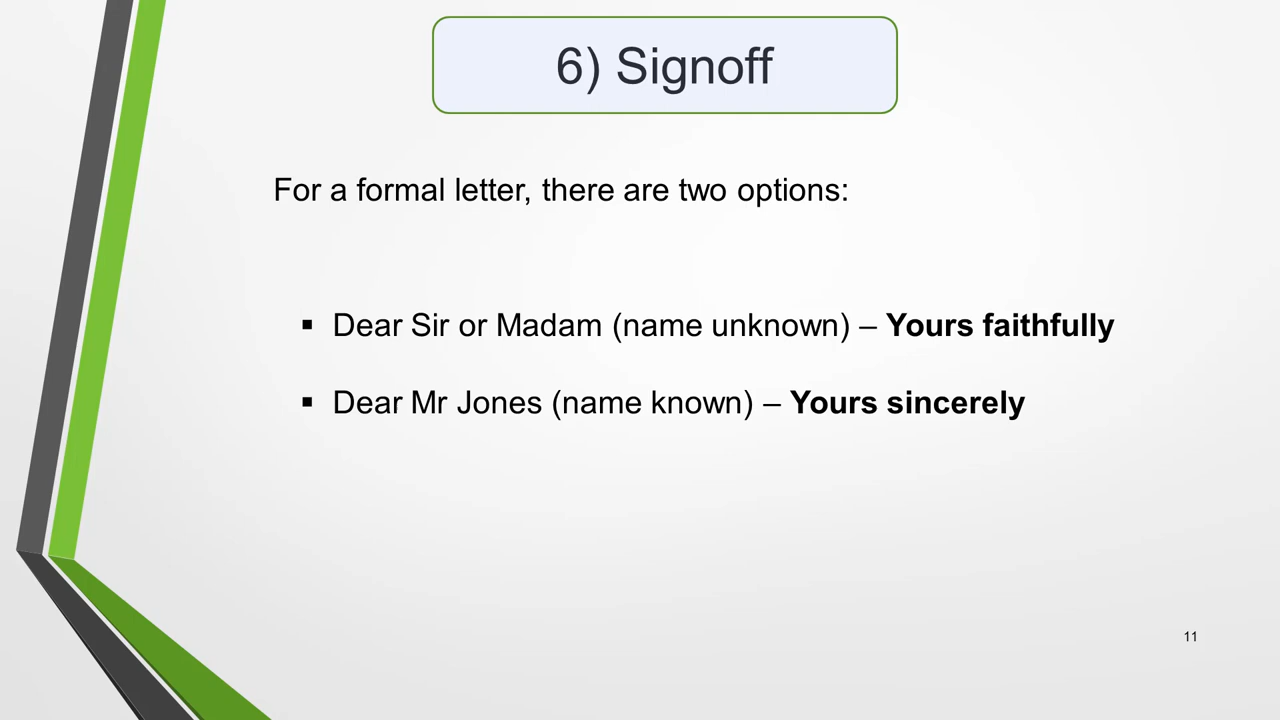 6) Signoff
For a formal letter, there are two options:
▪ Dear Sir or Madam (name unknown) – Yours faithfully
▪ Dear Mr Jones (name known) – Yours sincerely
11